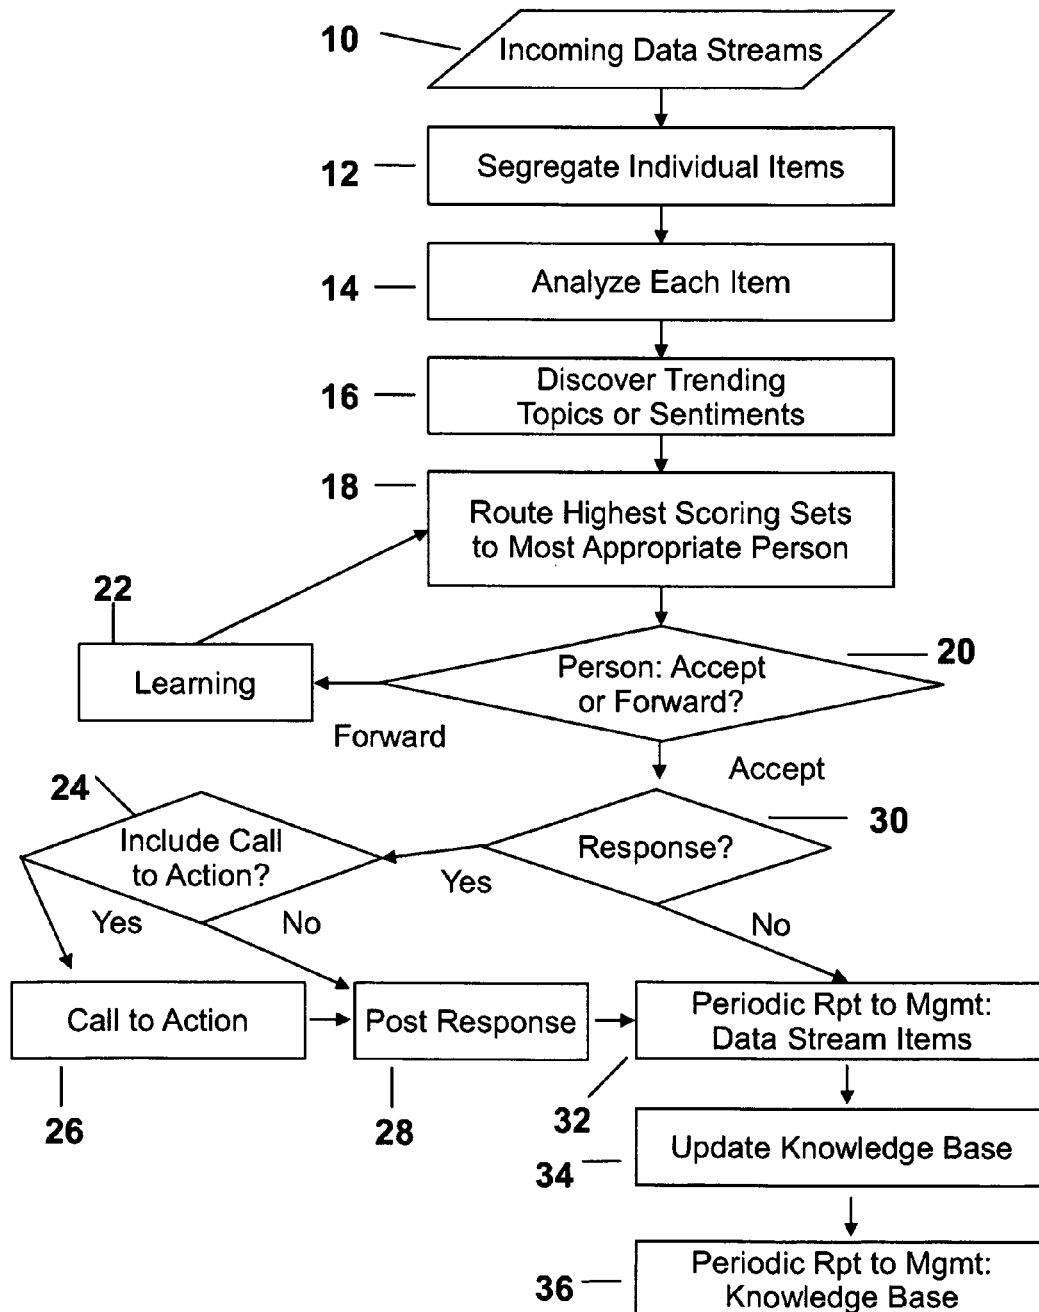 10
Incoming Data Streams
12
Segregate Individual Items
14
Analyze Each Item
16
Discover Trending
Topics or Sentiments
18
Route Highest Scoring Sets
to Most Appropriate Person
22
Learning
20
Person: Accept
or Forward?
Forward
Accept
24
Include Call
to Action?
30
Response?
Yes
Yes
No
No
Call to Action
Post Response
Periodic Rpt to Mgmt:
Data Stream Items
26
28
32
34
Update Knowledge Base
36
Periodic Rpt to Mgmt:
Knowledge Base